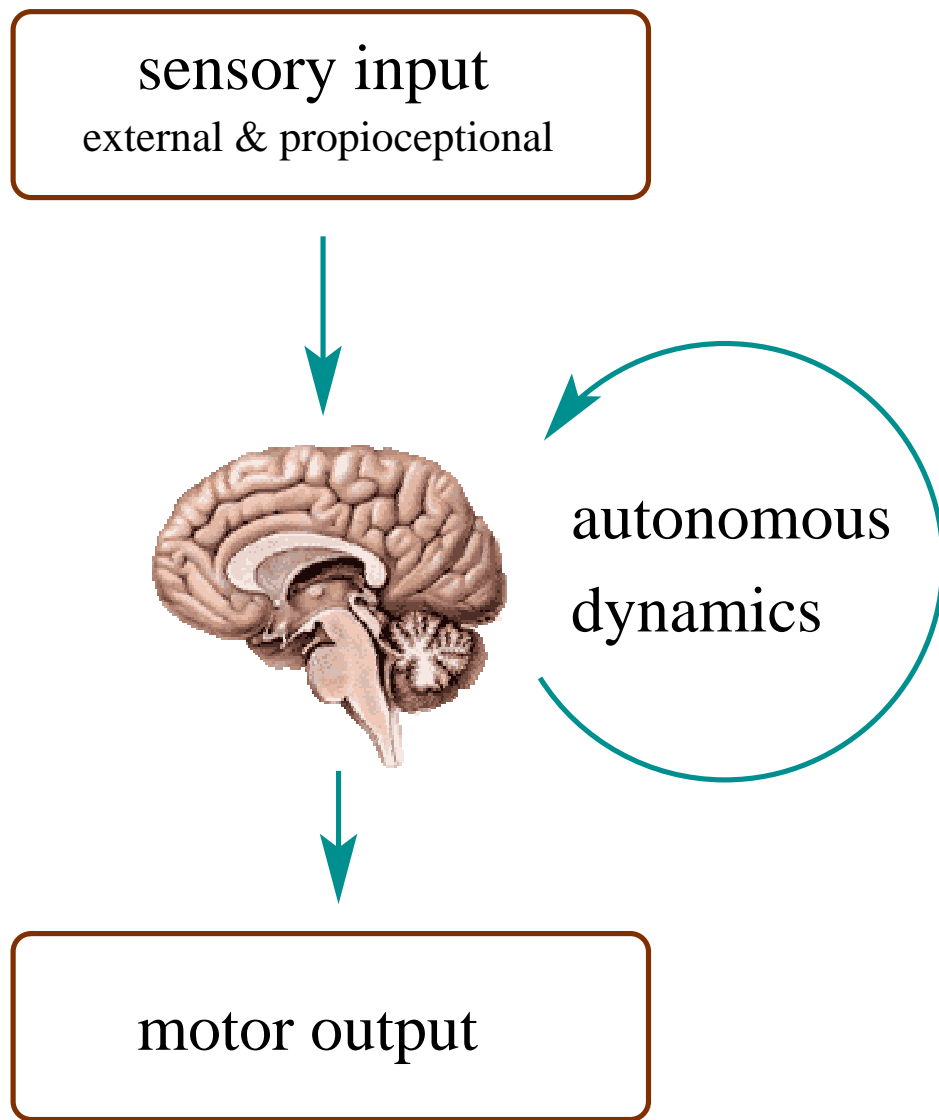 sensory input
external & propioceptional
autonomous
dynamics
motor output